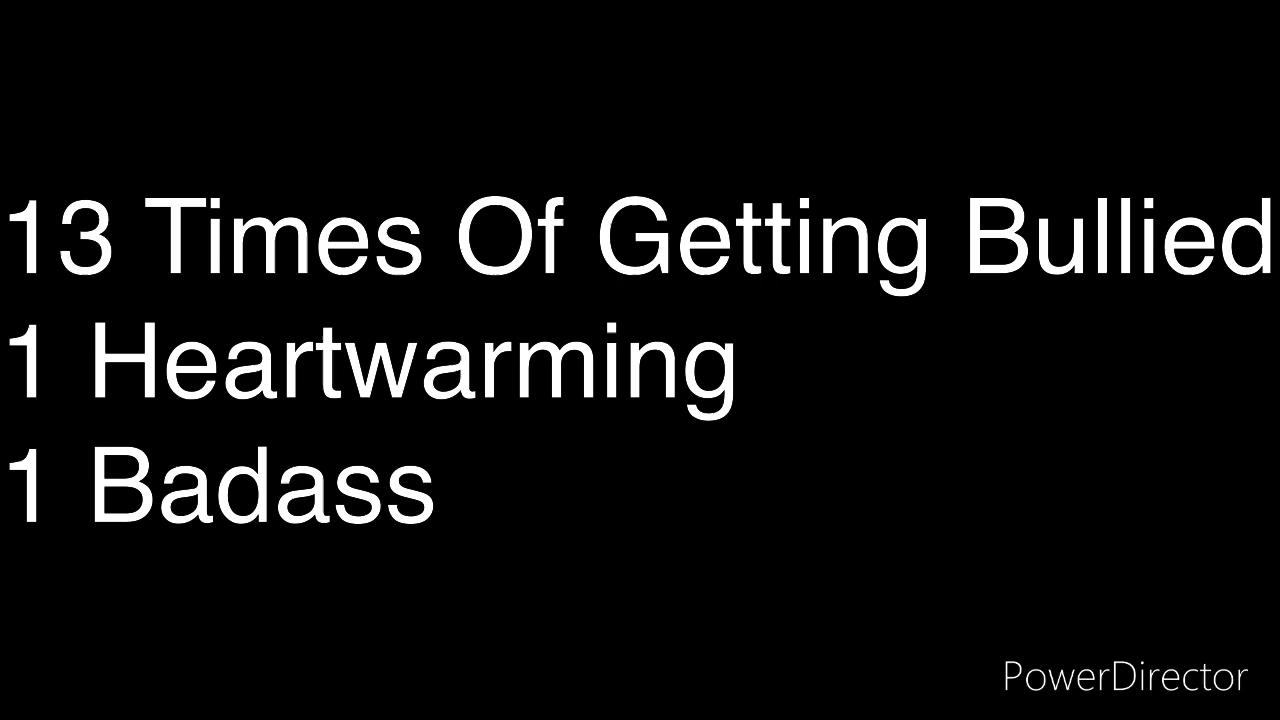 13 Times Of Getting Bullied
1 Heartwarming
1 Badass
PowerDirector